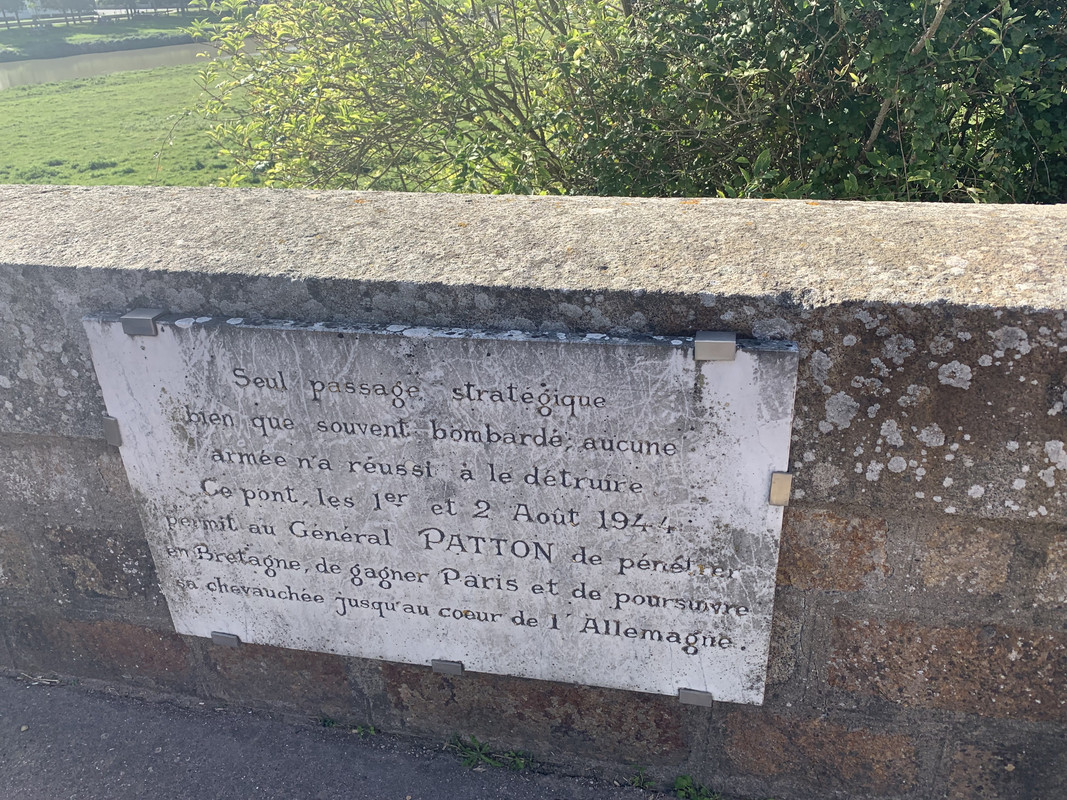 Seul passage stratégique
bien que souvent bombardé, aucune
armée n'a réussi à le détruire
Ce pont, les 1er et 2 Août 1944,
permit au Général PATTON de pénétrer
en Bretagne, de gagner Paris et de poursuivre
sa chevauchée jusqu'au coeur de l'Allemagne.